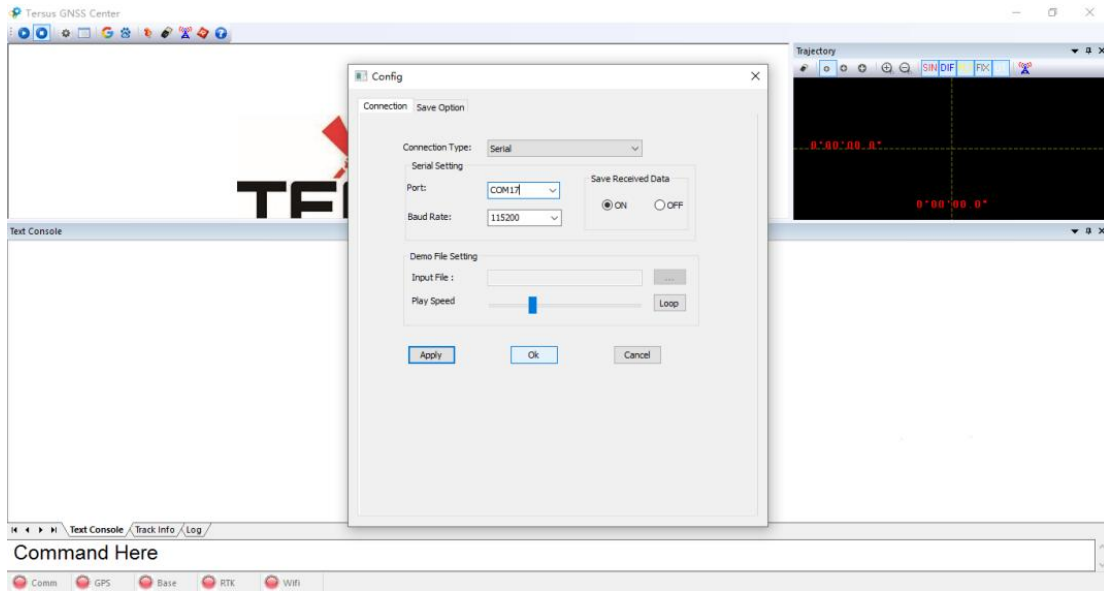 Tersus GNSS Center
Trajectory
SIN DIF FIX
0°00'00.0"
0°00'00.0"
Config
Connection Save Option
Connection Type: Serial
Serial Setting
Port: COM17
Baud Rate: 115200
Save Received Data
ON OFF
Demo File Setting
Input File : ...
Play Speed Loop
Apply Ok Cancel
Text Console
Text Console Track Info Log
Command Here
Comm GPS Base RTK Wifi